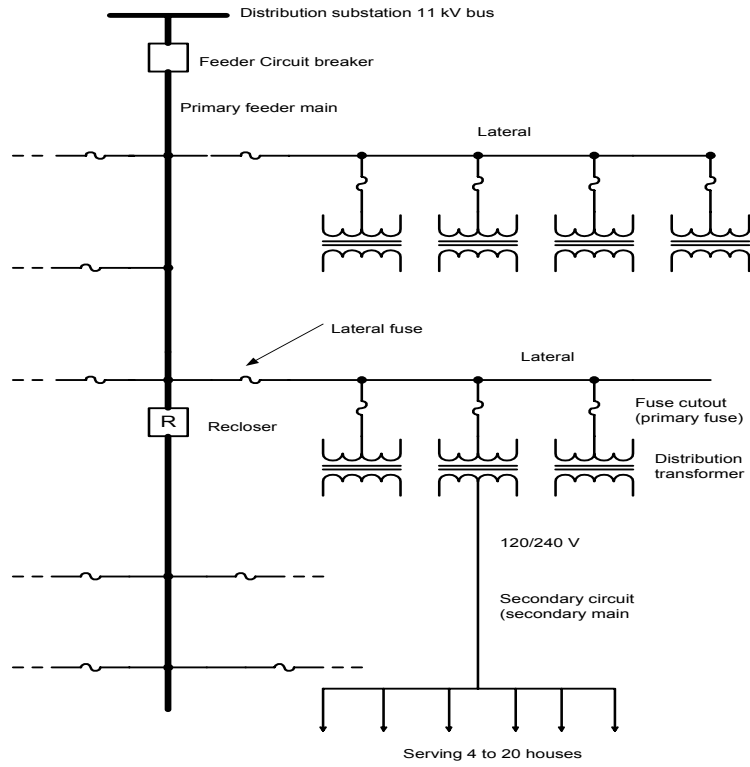 Distribution substation 11 kV bus
Feeder Circuit breaker
Primary feeder main
Lateral
Lateral fuse
Lateral
Fuse cutout
(primary fuse)
R
Recloser
Distribution
transformer
120/240 V
Secondary circuit
(secondary main
Serving 4 to 20 houses